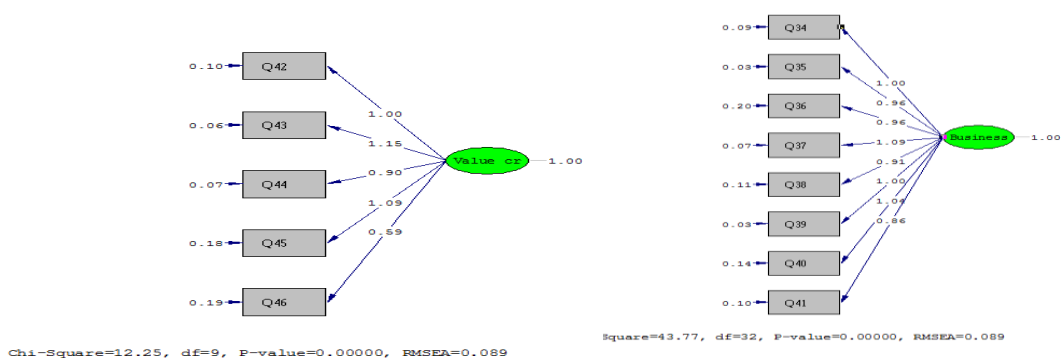 0.10 Q42
0.06 Q43
0.07 Q44
0.18 Q45
0.19 Q46
1.00
1.15
0.90
1.09
0.59
Value cr 1.00
Chi-Square=12.25, df=9, P-value=0.00000, RMSEA=0.089
0.09 Q34
0.03 Q35
0.20 Q36
0.07 Q37
0.11 Q38
0.03 Q39
0.14 Q40
0.10 Q41
1.00
0.96
0.96
1.09
0.91
1.00
1.04
0.86
Business 1.00
Square=43.77, df=32, P-value=0.00000, RMSEA=0.089